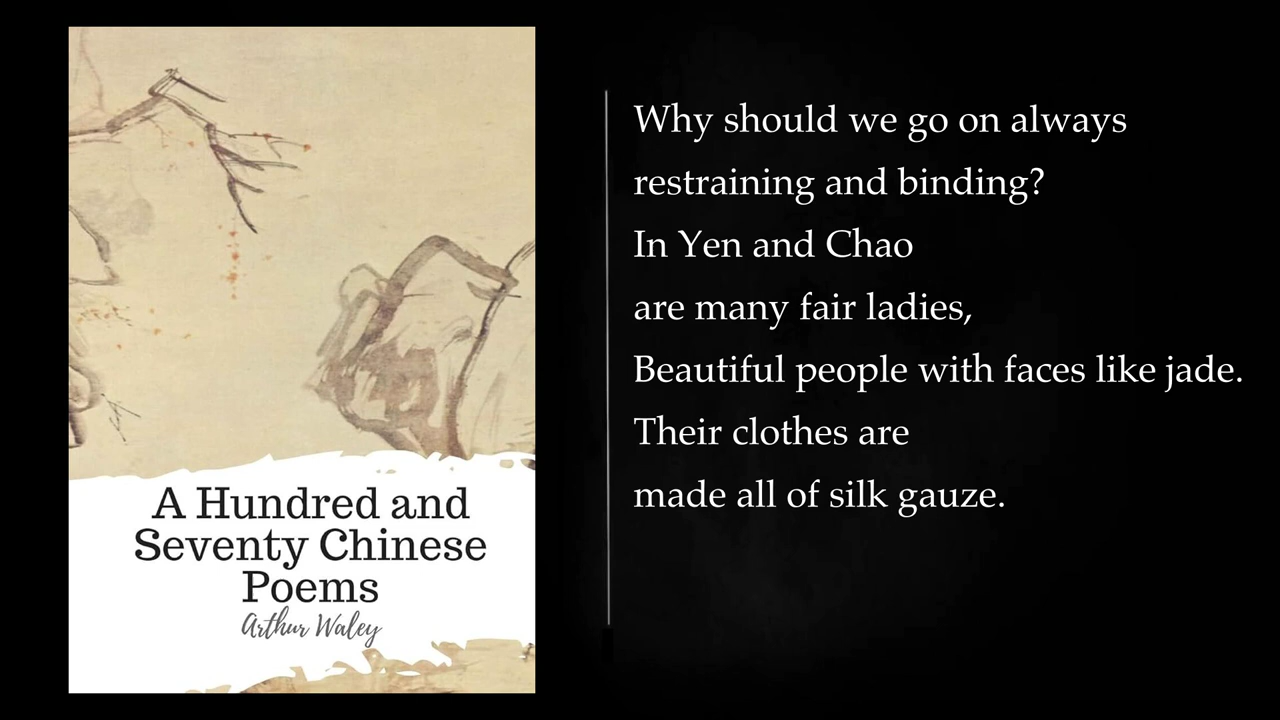 A Hundred and
Seventy Chinese
Poems
Arthur Waley
Why should we go on always
restraining and binding?
In Yen and Chao
are many fair ladies,
Beautiful people with faces like jade.
Their clothes are
made all of silk gauze.